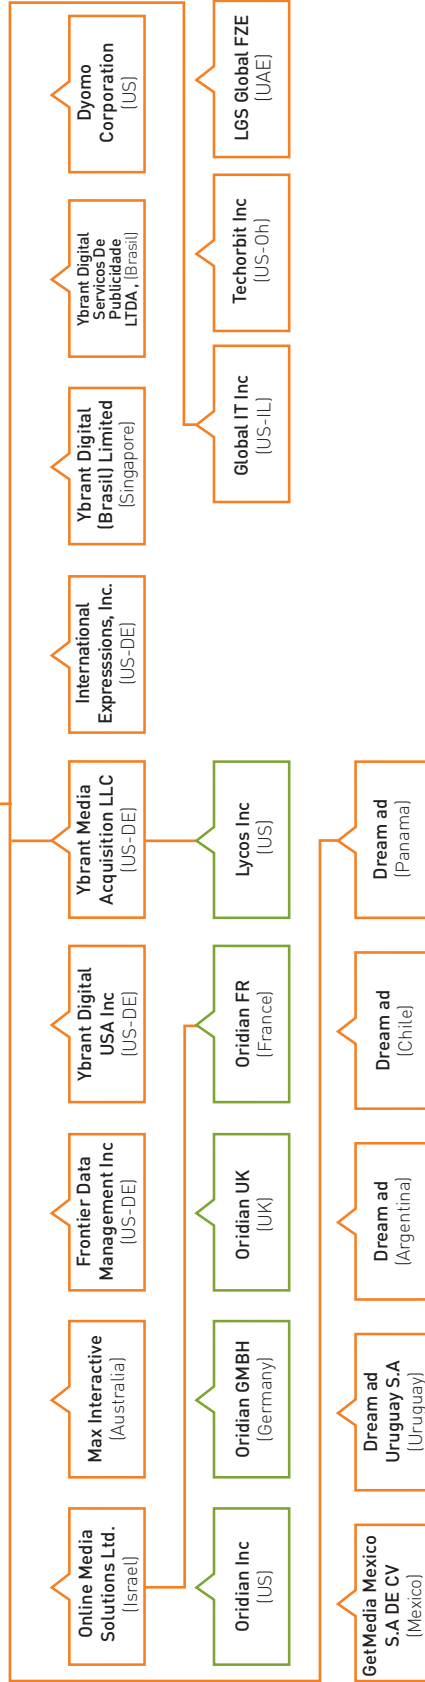 Online Media
Solutions Ltd.
(Israel)
Max Interactive
(Australia)
Frontier Data
Management Inc
(US-DE)
Ybrant Digital
USA Inc
(US-DE)
Ybrant Media
Acquisition LLC
(US-DE)
International
Expresssions, Inc.
(US-DE)
Ybrant Digital
(Brasil) Limited
(Singapore)
Ybrant Digital
Servicos De
Publicidade
LTDA, (Brasil)
Dyomo
Corporation
(US)
Oridian Inc
(US)
Oridian GMBH
(Germany)
Oridian UK
(UK)
Oridian FR
(France)
Lycos Inc
(US)
Global IT Inc
(US-IL)
Techorbit Inc
(US-Oh)
LGS Global FZE
(UAE)
GetMedia Mexico
S.A DE CV
(Mexico)
Dream ad
Uruguay S.A
(Uruguay)
Dream ad
(Argentina)
Dream ad
(Chile)
Dream ad
(Panama)